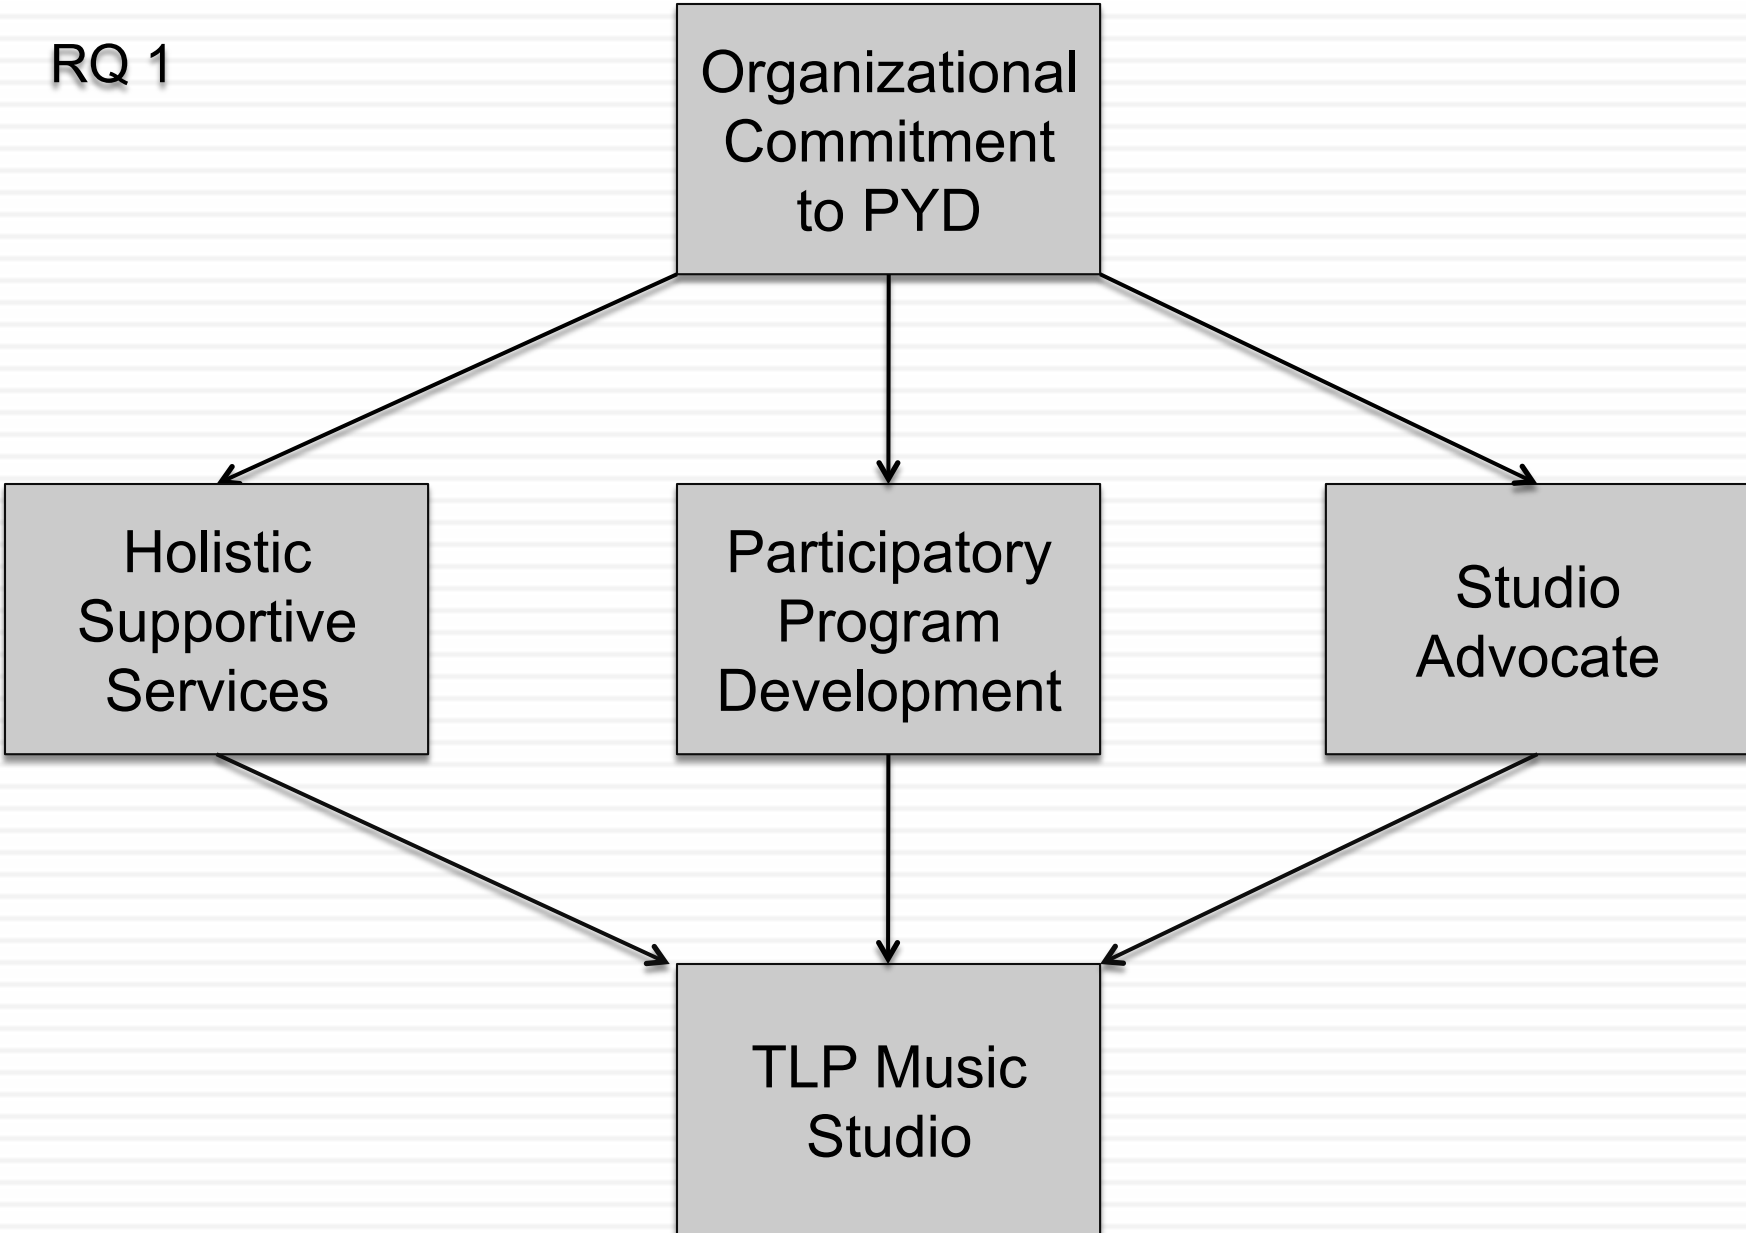 RQ 1
Organizational
Commitment
to PYD
Holistic
Supportive
Services
Participatory
Program
Development
Studio
Advocate
TLP Music
Studio